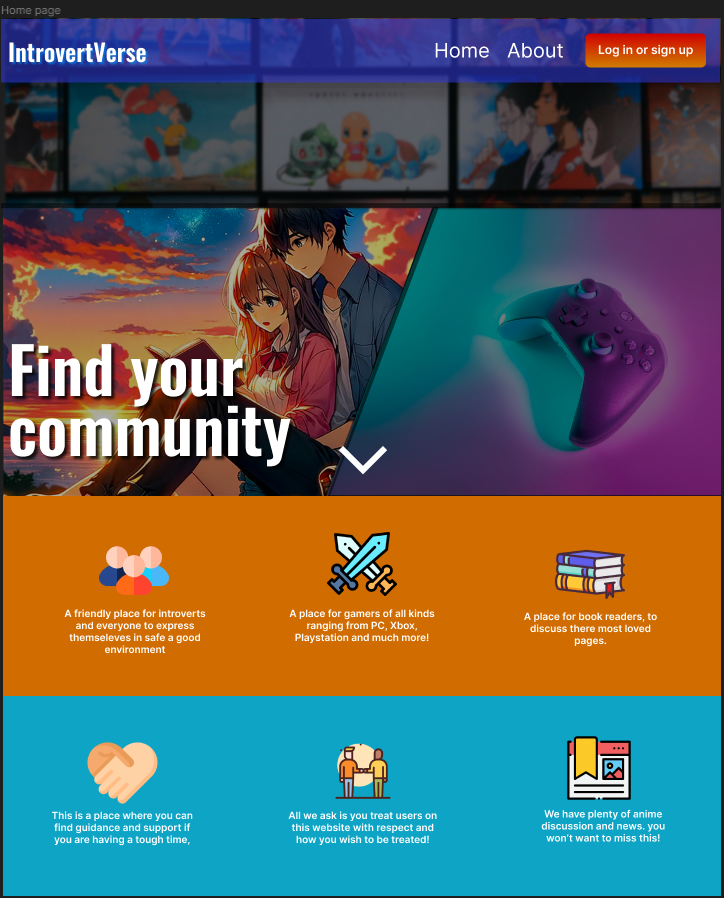 Home page
IntrovertVerse
Home About Log in or sign up
Find your
community
A friendly place for introverts
and everyone to express
themseleves in safe a good
environment
A place for gamers of all kinds
ranging from PC, Xbox,
Playstation and much more!
A place for book readers, to
discuss there most loved
pages.
This is a place where you can
find guidance and support if
you are having a tough time,
All we ask is you treat users on
this website with respect and
how you wish to be treated!
We have plenty of anime
discussion and news. you
won't want to miss this!